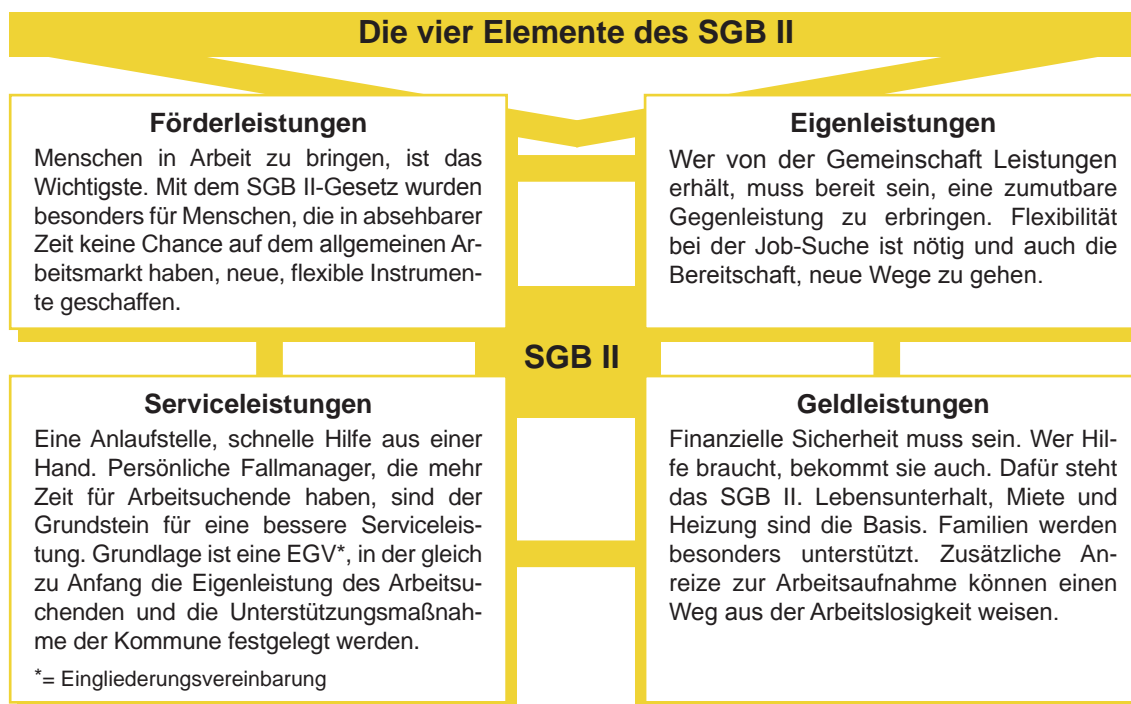 Die vier Elemente des SGB II
Förderleistungen
Menschen in Arbeit zu bringen, ist das
Wichtigste. Mit dem SGB II-Gesetz wurden
besonders für Menschen, die in absehbarer
Zeit keine Chance auf dem allgemeinen Ar-
beitsmarkt haben, neue, flexible Instrumen-
te geschaffen.
Eigenleistungen
Wer von der Gemeinschaft Leistungen
erhält, muss bereit sein, eine zumutbare
Gegenleistung zu erbringen. Flexibilität
bei der Job-Suche ist nötig und auch die
Bereitschaft, neue Wege zu gehen.
SGB II
Serviceleistungen
Eine Anlaufstelle, schnelle Hilfe aus einer
Hand. Persönliche Fallmanager, die mehr
Zeit für Arbeitsuchende haben, sind der
Grundstein für eine bessere Serviceleis-
tung. Grundlage ist eine EGV*, in der gleich
zu Anfang die Eigenleistung des Arbeitsu-
chenden und die Unterstützungsmaßnah-
me der Kommune festgelegt werden.
*= Eingliederungsvereinbarung
Geldleistungen
Finanzielle Sicherheit muss sein. Wer Hil-
fe braucht, bekommt sie auch. Dafür steht
das SGB II. Lebensunterhalt, Miete und
Heizung sind die Basis. Familien werden
besonders unterstützt. Zusätzliche An-
reize zur Arbeitsaufnahme können einen
Weg aus der Arbeitslosigkeit weisen.